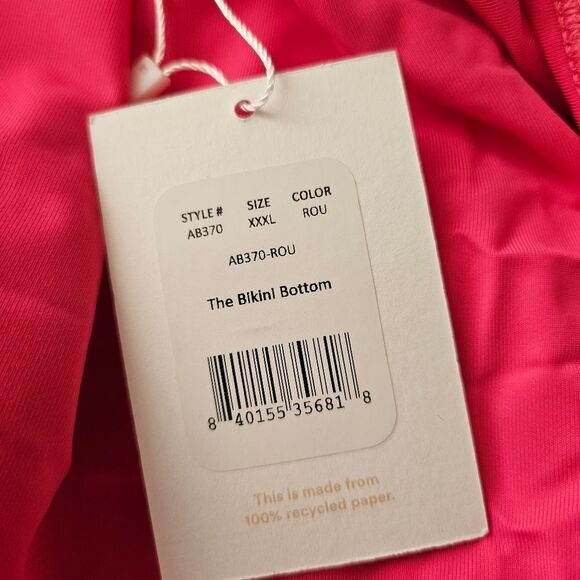 STYLE # SIZE COLOR
AB370 XXXL ROU
AB370-ROU
The Bikini Bottom
8 40155 35681 8
This is made from
100% recycled paper.